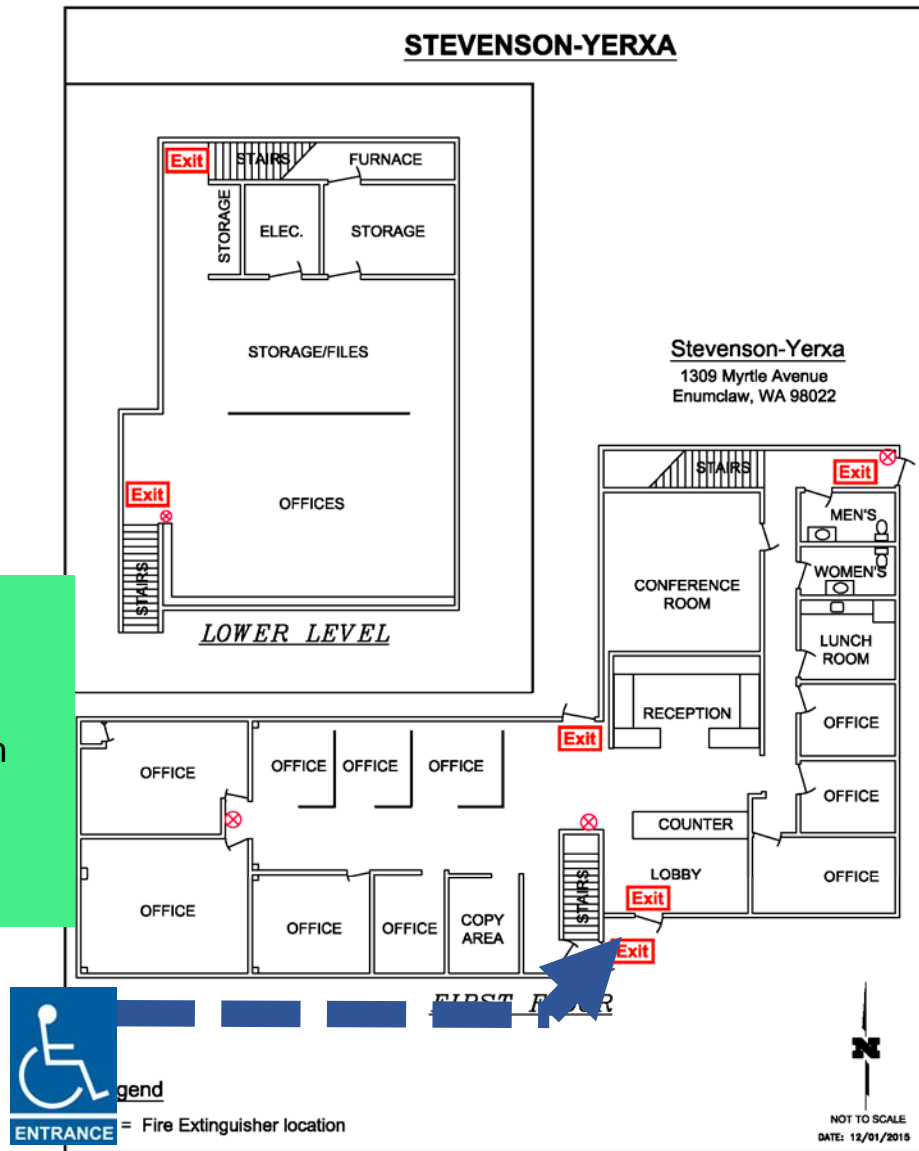 STEVENSON-YERXA
Exit
STAIRS
FURNACE
STORAGE
ELEC.
STORAGE
STORAGE/FILES
OFFICES
Exit
STAIRS
LOWER LEVEL
Stevenson-Yerxa
1309 Myrtle Avenue
Enumclaw, WA 98022
STAIRS
Exit
MEN'S
WOMEN'S
CONFERENCE
ROOM
LUNCH
ROOM
RECEPTION
OFFICE
Exit
OFFICE
OFFICE
OFFICE
OFFICE
OFFICE
COUNTER
LOBBY
OFFICE
STAIRS
Exit
OFFICE
OFFICE
OFFICE
COPY
AREA
Exit
FIRST FLOOR
n
N
gend
= Fire Extinguisher location
ENTRANCE
NOT TO SCALE
DATE: 12/01/2015